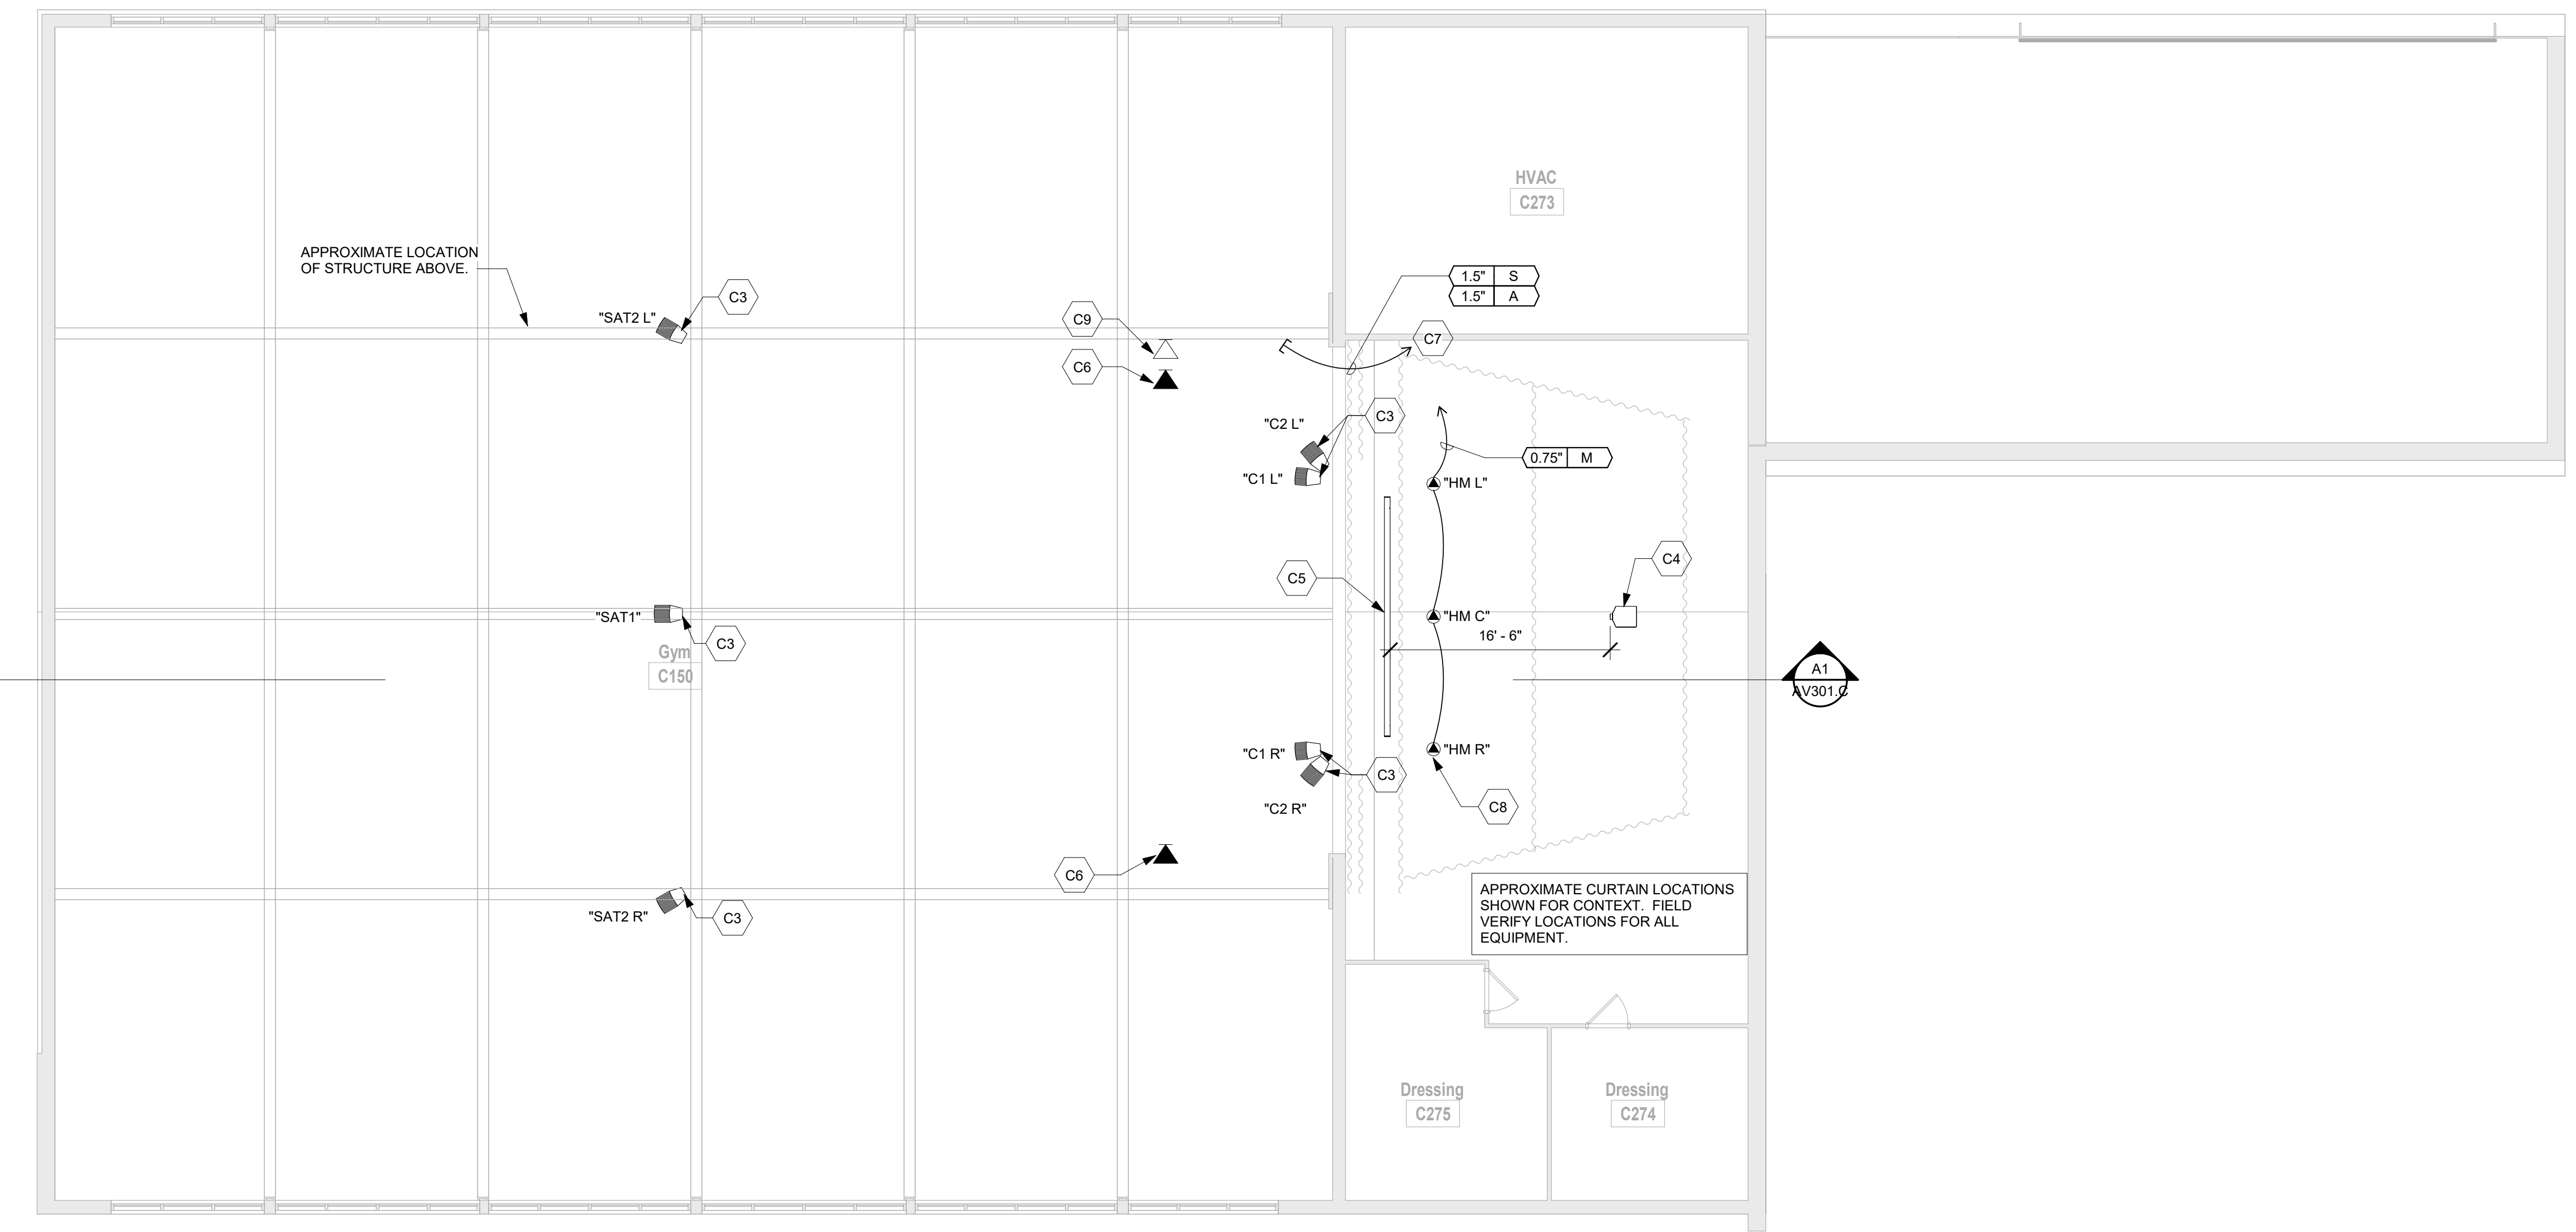 HVAC
C273
APPROXIMATE LOCATION
OF STRUCTURE ABOVE.
1.5" S
1.5" A
C3
"SAT2 L"
C9
C7
C6
"C2 L"
C3
0.75" M
"C1 L"
"HM L"
C4
C5
"SAT1"
"HM C"
16' - 6"
C3
Gym
C150
A1
AV301.C
"C1 R"
"HM R"
C3
"C2 R"
C8
C6
"SAT2 R"
C3
APPROXIMATE CURTAIN LOCATIONS
SHOWN FOR CONTEXT. FIELD
VERIFY LOCATIONS FOR ALL
EQUIPMENT.
Dressing
C275
Dressing
C274